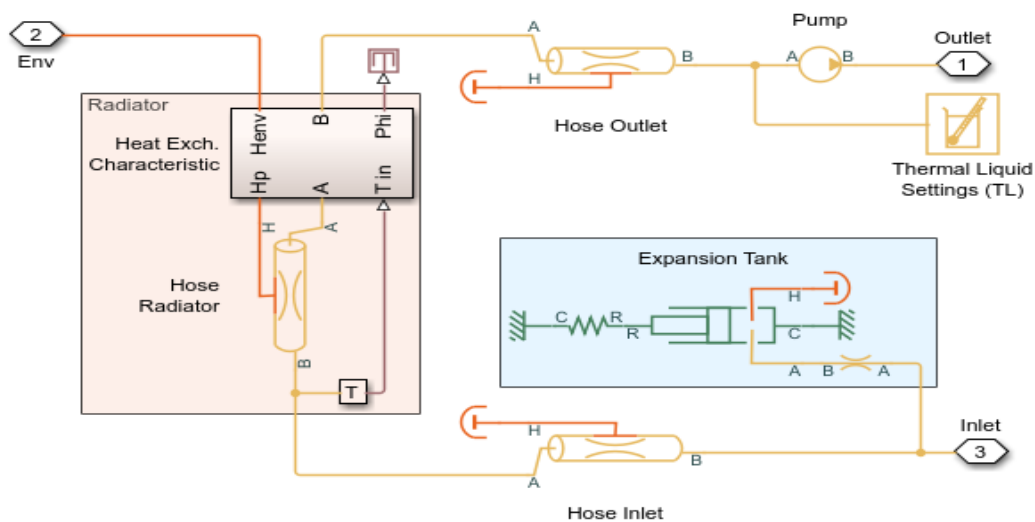 2
Env
A
B
H
Hose Outlet
Pump
A
B
Outlet
1
Thermal Liquid
Settings (TL)
Radiator
Heat Exch.
Characteristic
Henv
B
Phi
Hp
A
T in
H
A
Hose
Radiator
B
T
Expansion Tank
H
C
R
R
C
A
B
A
H
A
B
Hose Inlet
Inlet
3